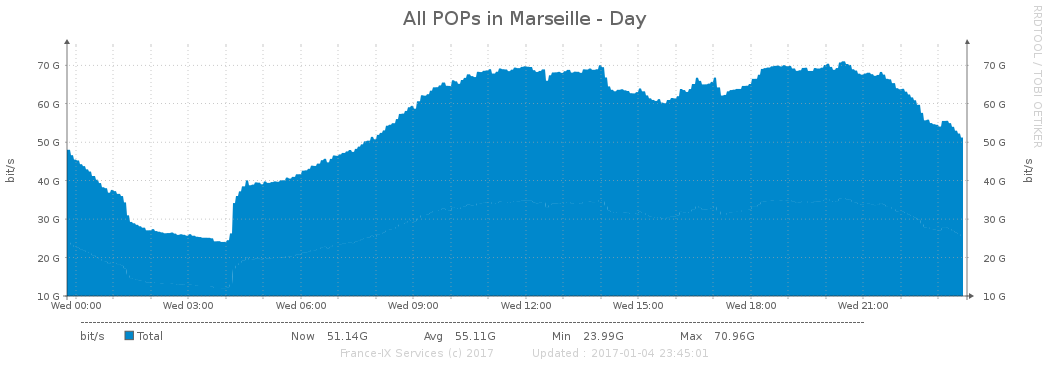 All POPs in Marseille - Day
RRDTOOL / TOBI OETIKER
bit/s
bit/s
70 G 70 G
60 G 60 G
50 G 50 G
40 G 40 G
30 G 30 G
20 G 20 G
10 G 10 G
Wed 00:00 Wed 03:00 Wed 06:00 Wed 09:00 Wed 12:00 Wed 15:00 Wed 18:00 Wed 21:00
bit/s Total Now 51.14G Avg 55.11G Min 23.99G Max 70.96G
France-IX Services (c) 2017 Updated : 2017-01-04 23:45:01